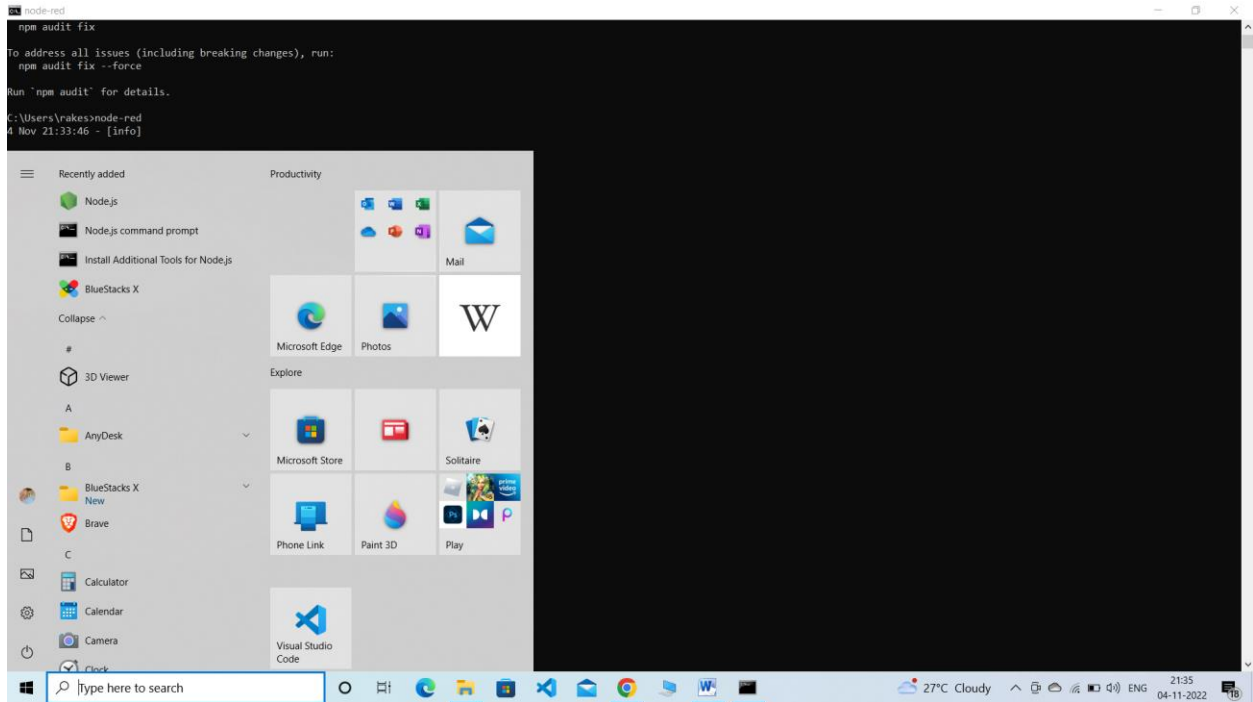 node-red
npm audit fix
To address all issues (including breaking changes), run:
npm audit fix --force
Run `npm audit` for details.
C:\Users\rakes>node-red
4 Nov 21:33:46 - [info]
Recently added
Node.js
Node.js command prompt
Install Additional Tools for Node.js
BlueStacks X
Collapse
#
3D Viewer
A
AnyDesk
B
BlueStacks X
New
Brave
C
Calculator
Calendar
Camera
Clock
Productivity
Mail
Microsoft Edge
Photos
W
Explore
Microsoft Store
Solitaire
prime video
Ps
Phone Link
Paint 3D
Play
Visual Studio
Code
Type here to search
27°C Cloudy
ENG
21:35
04-11-2022
18